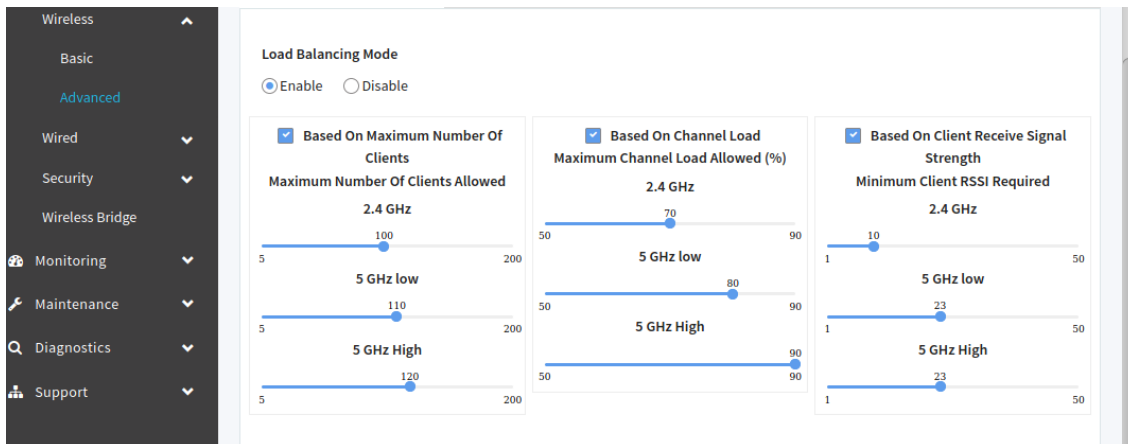 Wireless
Basic
Advanced
Wired
Security
Wireless Bridge
Monitoring
Maintenance
Diagnostics
Support
Load Balancing Mode
Enable Disable
Based On Maximum Number Of
Clients
Maximum Number Of Clients Allowed
2.4 GHz
100
5 200
5 GHz low
110
5 200
5 GHz High
120
5 200
Based On Channel Load
Maximum Channel Load Allowed (%)
2.4 GHz
70
50 90
5 GHz low
80
50 90
5 GHz High
90
50 90
Based On Client Receive Signal
Strength
Minimum Client RSSI Required
2.4 GHz
10
1 50
5 GHz low
23
1 50
5 GHz High
23
1 50